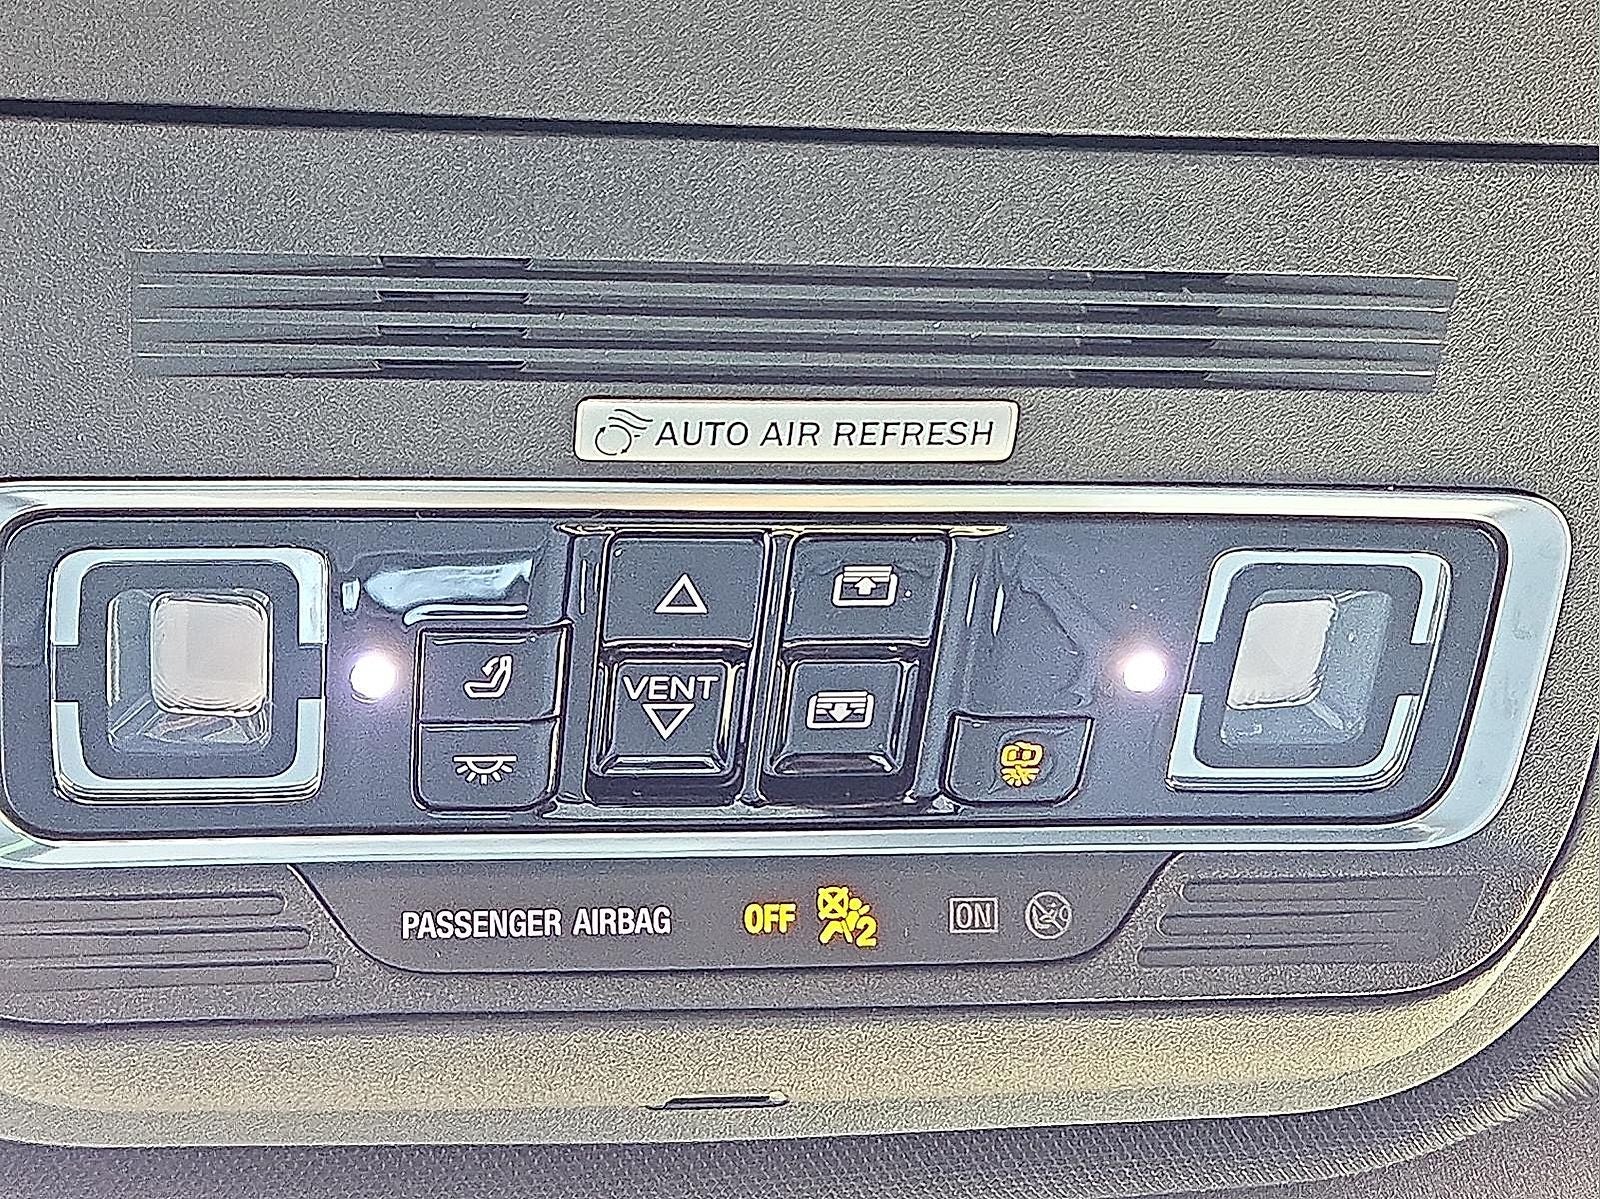 AUTO AIR REFRESH
VENT
PASSENGER AIRBAG OFF 2 ON